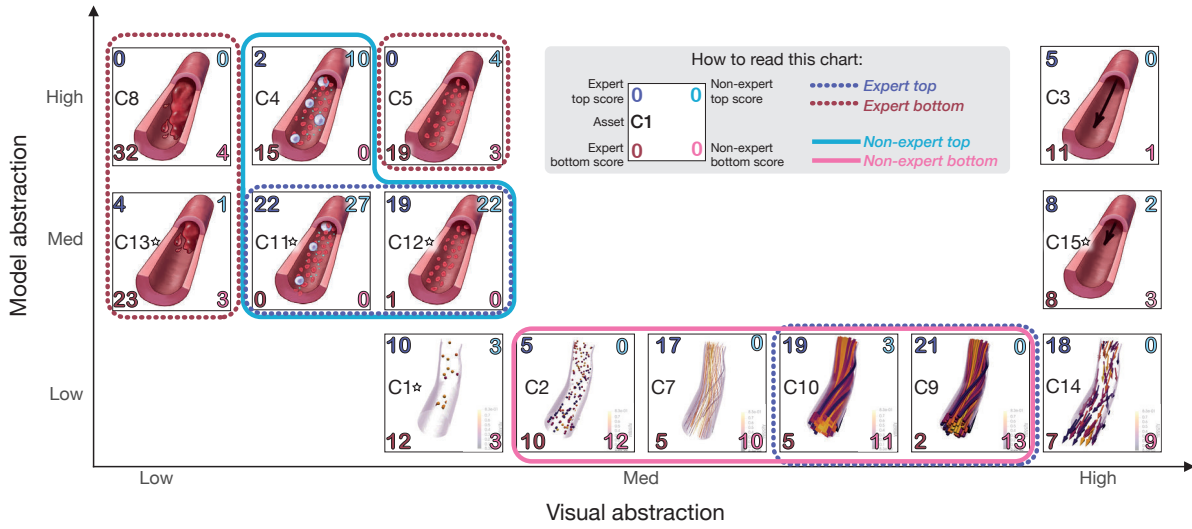 How to read this chart:
Expert
top score
0
0
Non-expert
top score
Asset
C1
Expert
bottom score
0
0
Non-expert
bottom score
Expert top
Expert bottom
Non-expert top
Non-expert bottom
Model abstraction
High
0 0
C8
32 4
2 10
C4
15 0
0 4
C5
19 3
5 0
C3
11 1
Med
4 1
C13☆
23 3
22 27
C11☆
0 0
19 22
C12☆
1 0
8 2
C15☆
8 3
Low
10 3
C1☆
12 3
5 0
C2
10 12
17 0
C7
5 10
19 3
C10
5 11
21 0
C9
2 13
18 0
C14
7 9
Low
Med
High
Visual abstraction